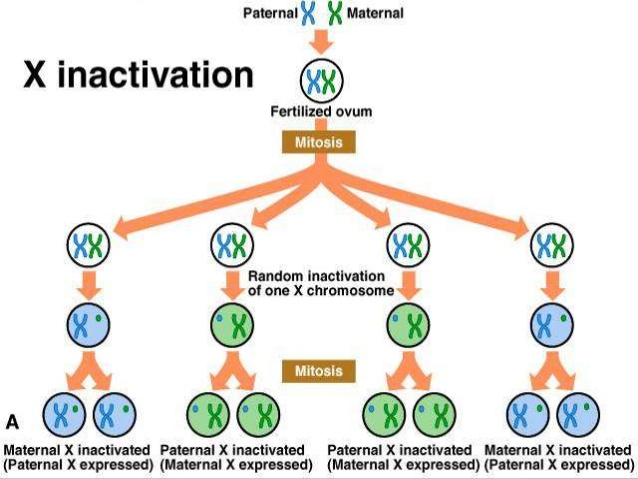 Paternal Maternal
X inactivation
Fertilized ovum
Mitosis
Random inactivation
of one X chromosome
Mitosis
A
Maternal X inactivated
(Paternal X expressed)
Paternal X inactivated
(Maternal X expressed)
Paternal X inactivated
(Maternal X expressed)
Maternal X inactivated
(Paternal X expressed)